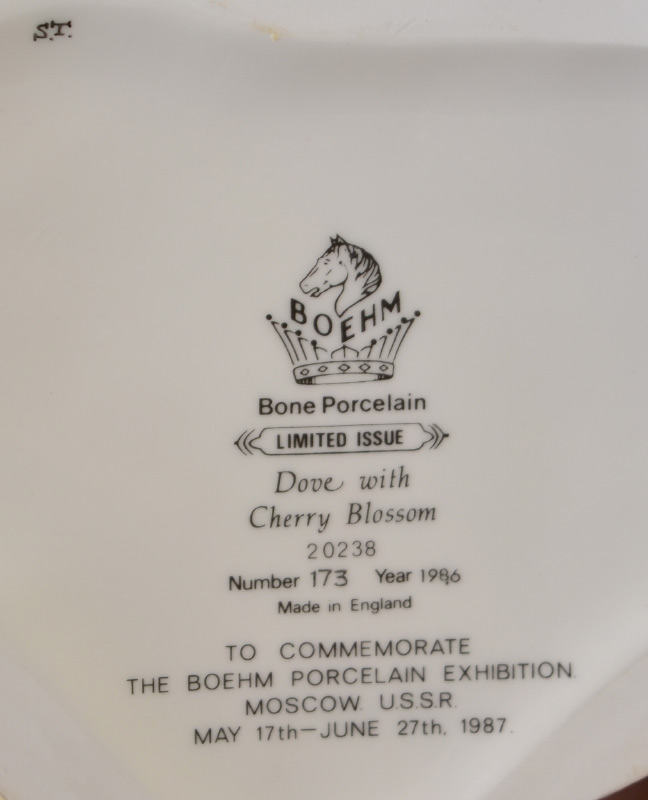 S.T.
BOEHM
Bone Porcelain
LIMITED ISSUE
Dove with
Cherry Blossom
20238
Number 173 Year 1986
Made in England
TO COMMEMORATE
THE BOEHM PORCELAIN EXHIBITION.
MOSCOW. U.S.S.R.
MAY 17th-JUNE 27th, 1987.